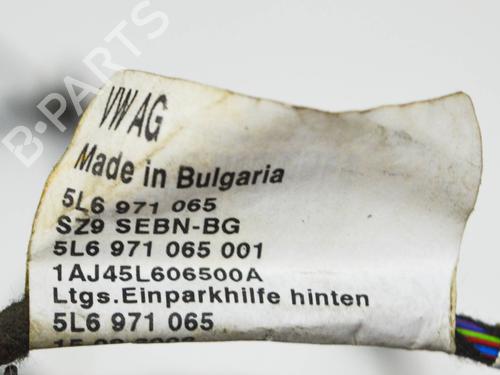 B-PARTS
VW AG
Made in Bulgaria
5L6 971 065
SZ9 SEBN-BG
5L6 971 065 001
1AJ45L606500A
Ltgs.Einparkhilfe hinten
5L6 971 065